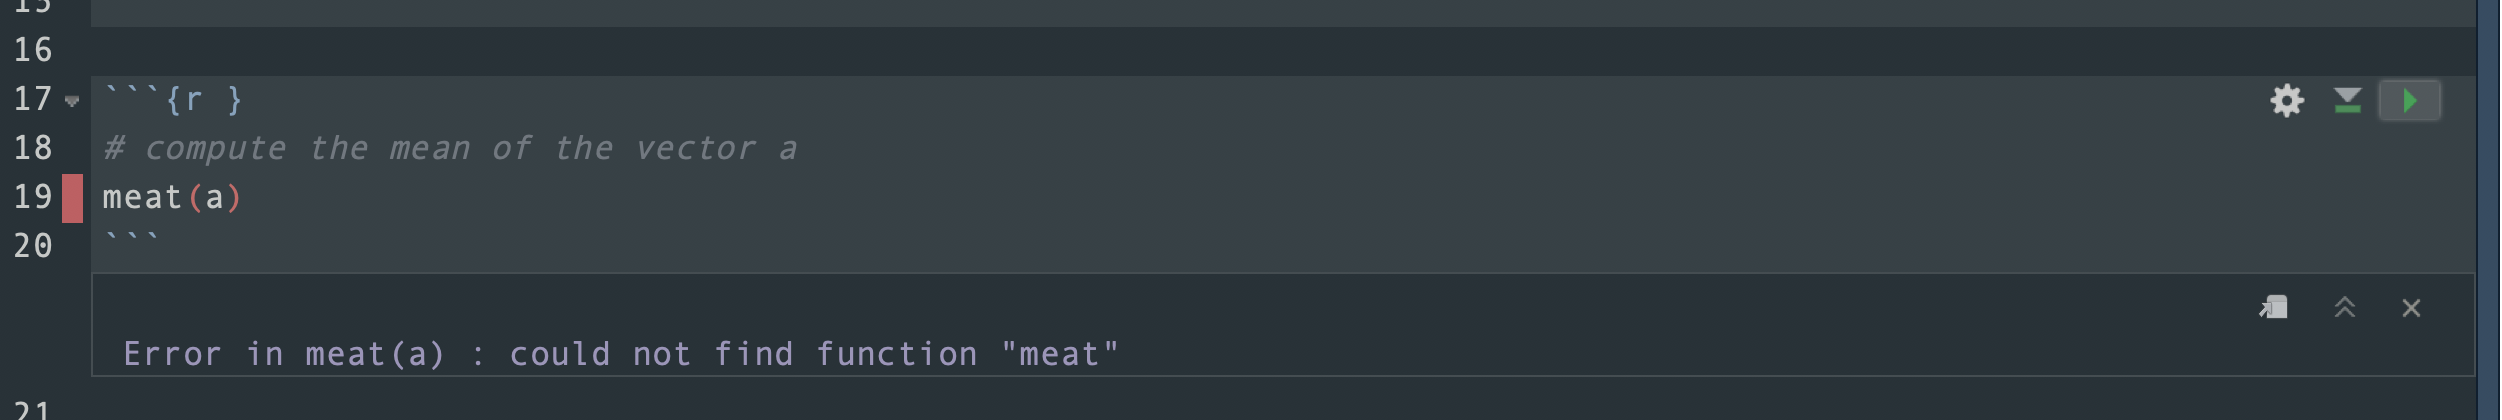 15
16
17 ```{r }
18 # compute the mean of the vector a
19 meat(a)
20 ```
Error in meat(a) : could not find function "meat"
21